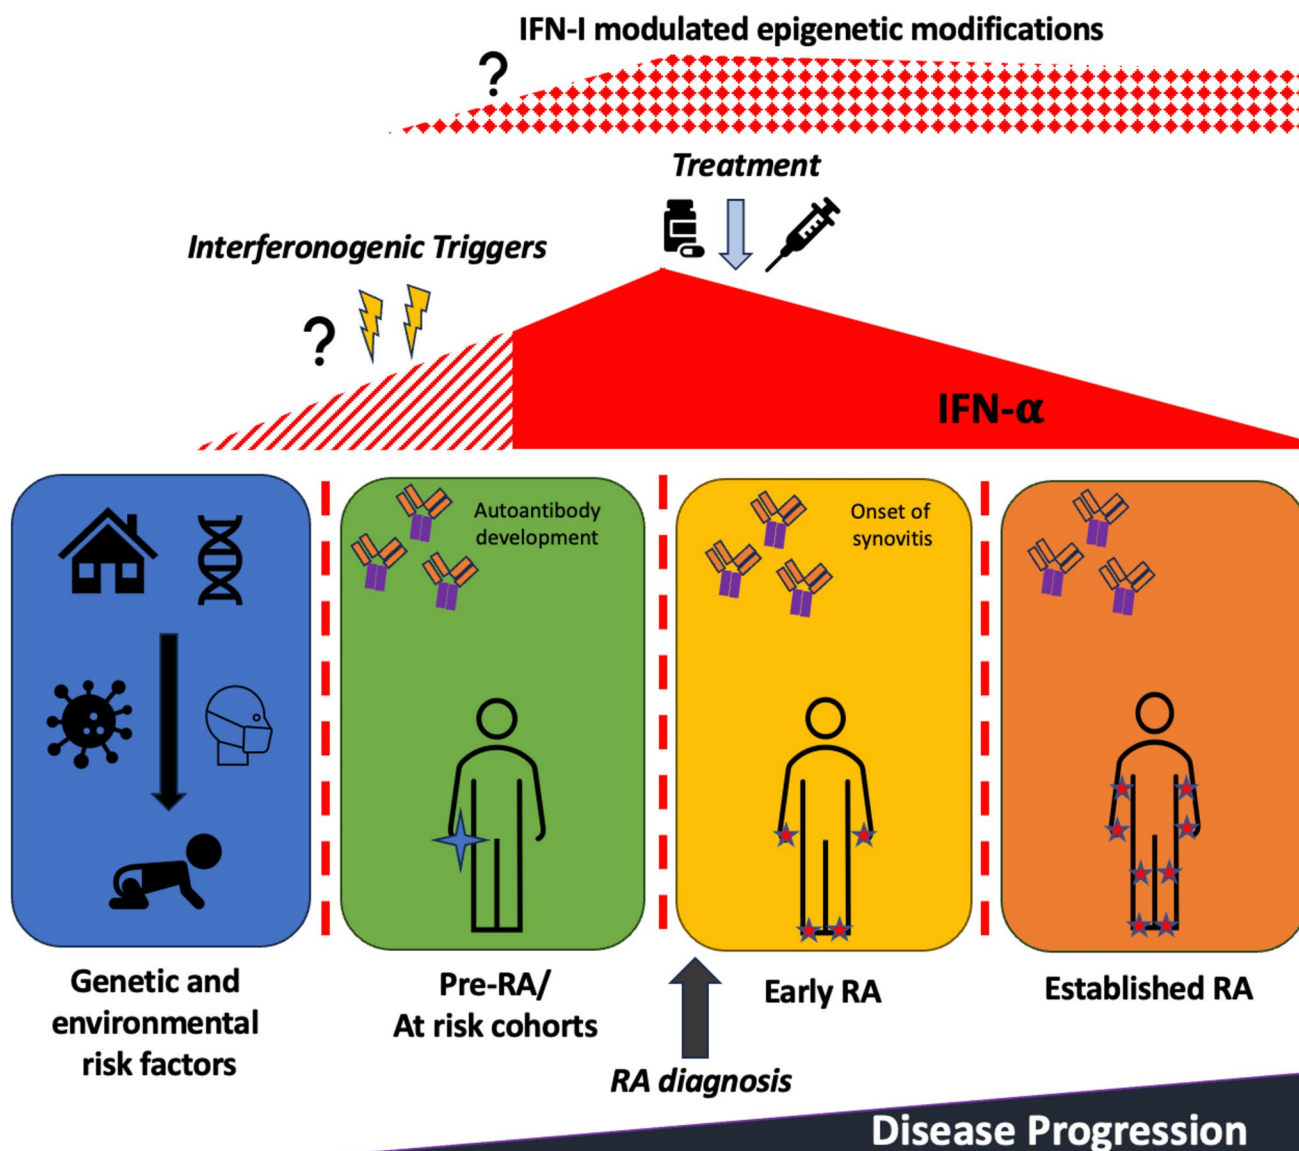 IFN-I modulated epigenetic modifications
?
Treatment
Interferonogenic Triggers
?
IFN-α
Autoantibody
development
Onset of
synovitis
Genetic and
environmental
risk factors
Pre-RA/
At risk cohorts
Early RA
Established RA
RA diagnosis
Disease Progression